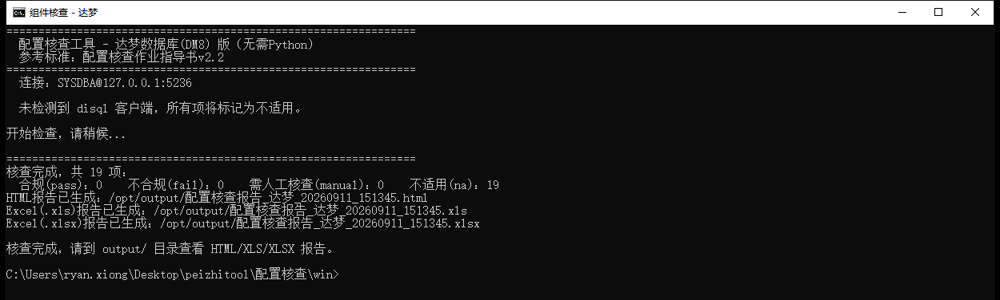 组件核查 - 达梦
================================================================
配置核查工具 - 达梦数据库(DM8) 版 (无需Python)
参考标准: 配置核查作业指导书v2.2
================================================================
连接: SYSDBA@127.0.0.1:5236
未检测到 disql 客户端, 所有项将标记为不适用。
开始检查, 请稍候...
================================================================
核查完成, 共 19 项:
合规(pass): 0 不合规(fail): 0 需人工核查(manual): 0 不适用(na): 19
HTML报告已生成: /opt/output/配置核查报告_达梦_20260911_151345.html
Excel(.xls)报告已生成: /opt/output/配置核查报告_达梦_20260911_151345.xls
Excel(.xlsx)报告已生成: /opt/output/配置核查报告_达梦_20260911_151345.xlsx
核查完成, 请到 output/ 目录查看 HTML/XLS/XLSX 报告。
C:\Users\ryan.xiong\Desktop\peizhitool\配置核查\win>